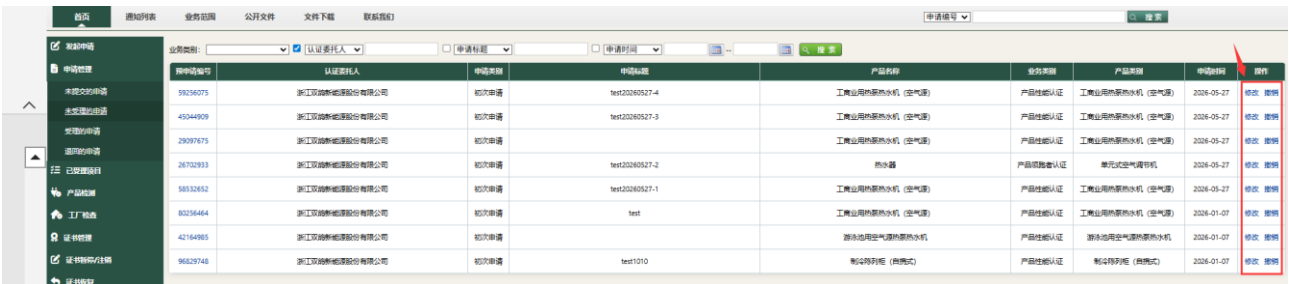 首页 通知列表 业务范围 公开文件 文件下载 联系我们 申请编号 搜索
发起申请
申请管理
未提交的申请
未受理的申请
受理的申请
退回的申请
已受理项目
产品检测
工厂检查
证书管理
证书暂停/注销
证书恢复
业务类别: 认证委托人 申请标题 申请时间 -- 搜索
预申请编号 认证委托人 申请类别 申请标题 产品名称 业务类别 产品类别 申请时间 操作
59256075 浙江双鸽新能源股份有限公司 初次申请 test20260527-4 工商业用热泵热水机（空气源） 产品性能认证 工商业用热泵热水机（空气源） 2026-05-27 修改 撤销
45044909 浙江双鸽新能源股份有限公司 初次申请 test20260527-3 工商业用热泵热水机（空气源） 产品性能认证 工商业用热泵热水机（空气源） 2026-05-27 修改 撤销
29097675 浙江双鸽新能源股份有限公司 初次申请 工商业用热泵热水机（空气源） 产品性能认证 工商业用热泵热水机（空气源） 2026-05-27 修改 撤销
26702933 浙江双鸽新能源股份有限公司 初次申请 test20260527-2 热水器 产品领跑者认证 单元式空气调节机 2026-05-27 修改 撤销
58532652 浙江双鸽新能源股份有限公司 初次申请 test20260527-1 工商业用热泵热水机（空气源） 产品性能认证 工商业用热泵热水机（空气源） 2026-05-27 修改 撤销
80256464 浙江双鸽新能源股份有限公司 初次申请 test 工商业用热泵热水机（空气源） 产品性能认证 工商业用热泵热水机（空气源） 2026-01-07 修改 撤销
42164985 浙江双鸽新能源股份有限公司 初次申请 游泳池用空气源热泵热水机 产品性能认证 游泳池用空气源热泵热水机 2026-01-07 修改 撤销
96829748 浙江双鸽新能源股份有限公司 初次申请 test1010 制冷陈列柜（自携式） 产品性能认证 制冷陈列柜（自携式） 2026-01-07 修改 撤销